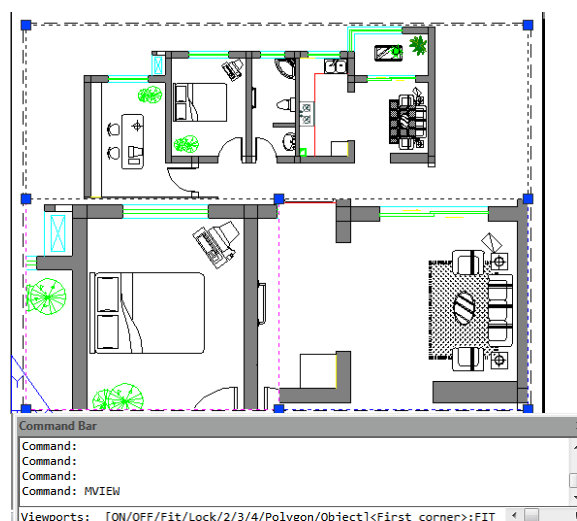 Command Bar
Command:
Command:
Command:
Command: MVIEW
Viewports: [ON/OFF/Fit/Lock/2/3/4/Polygon/Object]<First corner>:FIT